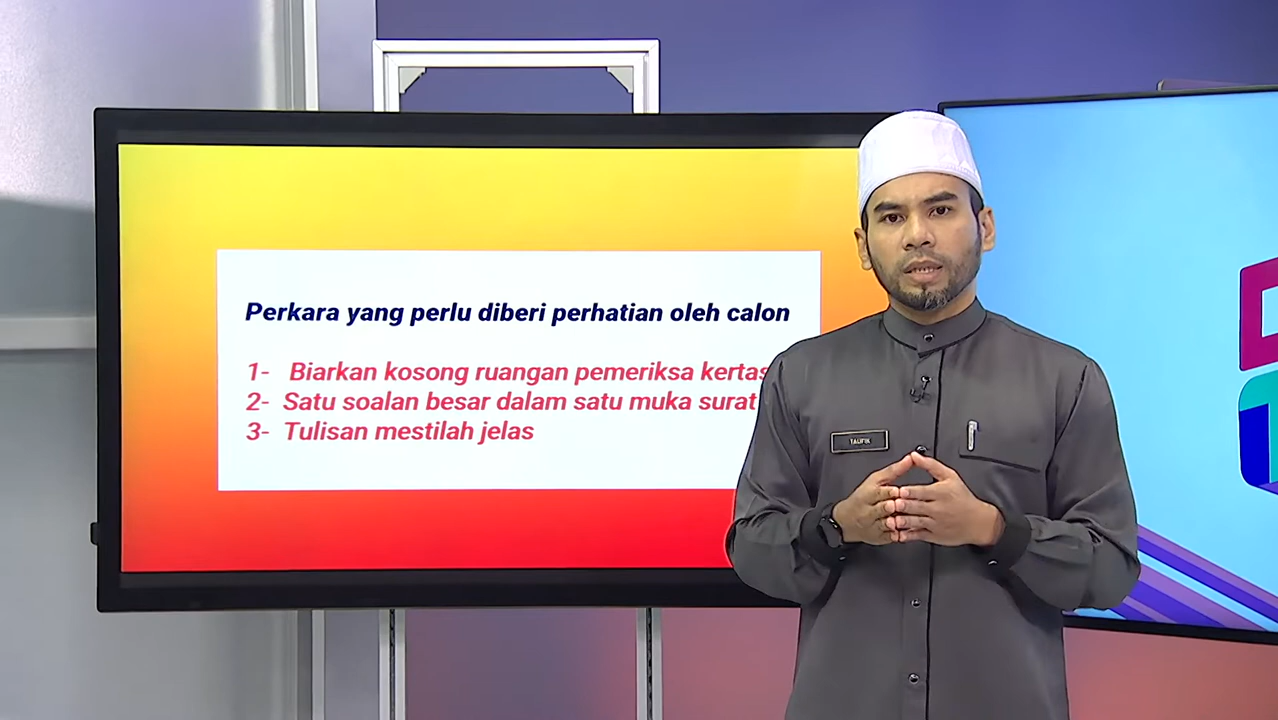 Perkara yang perlu diberi perhatian oleh calon
1- Biarkan kosong ruangan pemeriksa kertas
2- Satu soalan besar dalam satu muka surat
3- Tulisan mestilah jelas
TAUFIK